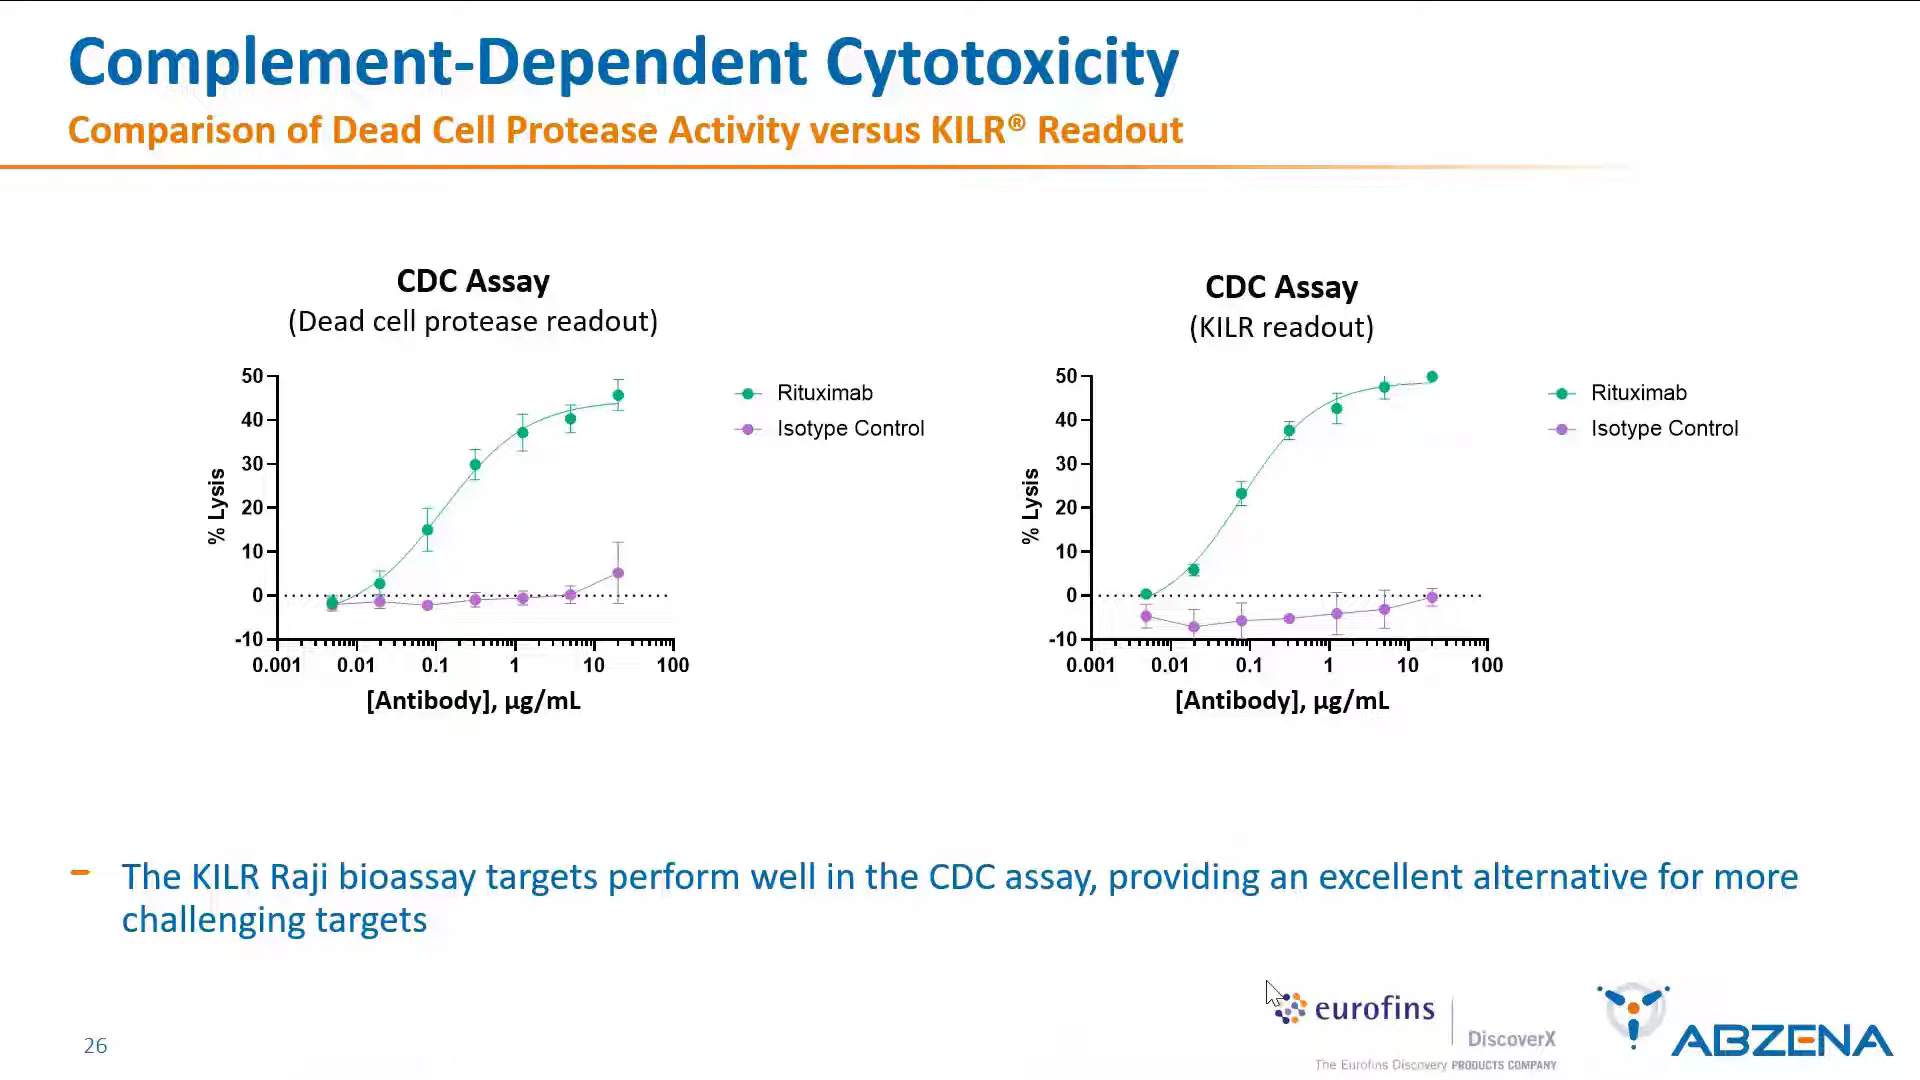 Complement-Dependent Cytotoxicity
Comparison of Dead Cell Protease Activity versus KILR® Readout
CDC Assay
(Dead cell protease readout)
50
40
30
20
10
0
-10
% Lysis
0.001 0.01 0.1 1 10 100
[Antibody], µg/mL
Rituximab
Isotype Control
CDC Assay
(KILR readout)
50
40
30
20
10
0
-10
% Lysis
0.001 0.01 0.1 1 10 100
[Antibody], µg/mL
Rituximab
Isotype Control
- The KILR Raji bioassay targets perform well in the CDC assay, providing an excellent alternative for more
challenging targets
26
eurofins
DiscoverX
The Eurofins Discovery PRODUCTS COMPANY
ABZENA